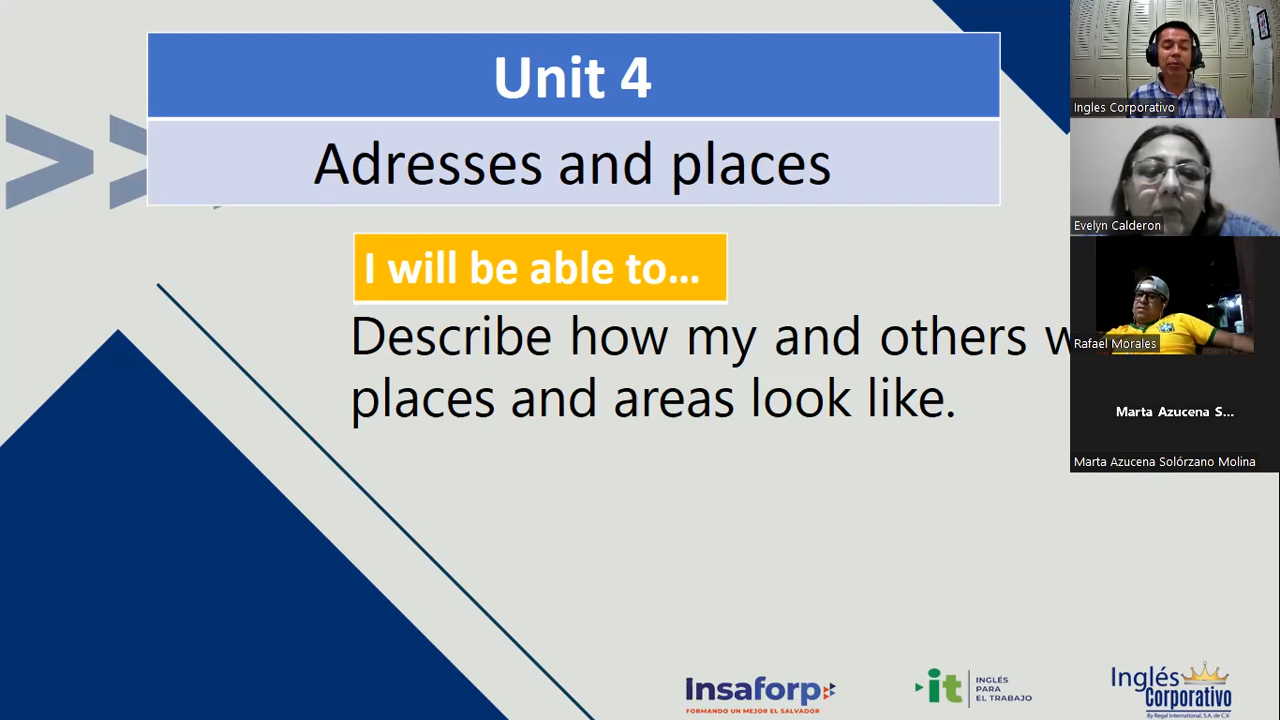 Unit 4
Adresses and places
I will be able to...
Describe how my and others
places and areas look like.
Ingles Corporativo
Evelyn Calderon
Rafael Morales
Marta Azucena S...
Marta Azucena Solórzano Molina
Insaforp
FORMANDO UN MEJOR EL SALVADOR
it
INGLÉS
PARA
EL TRABAJO
Inglés
Corporativo
By Regal International, S.A. de C.V.